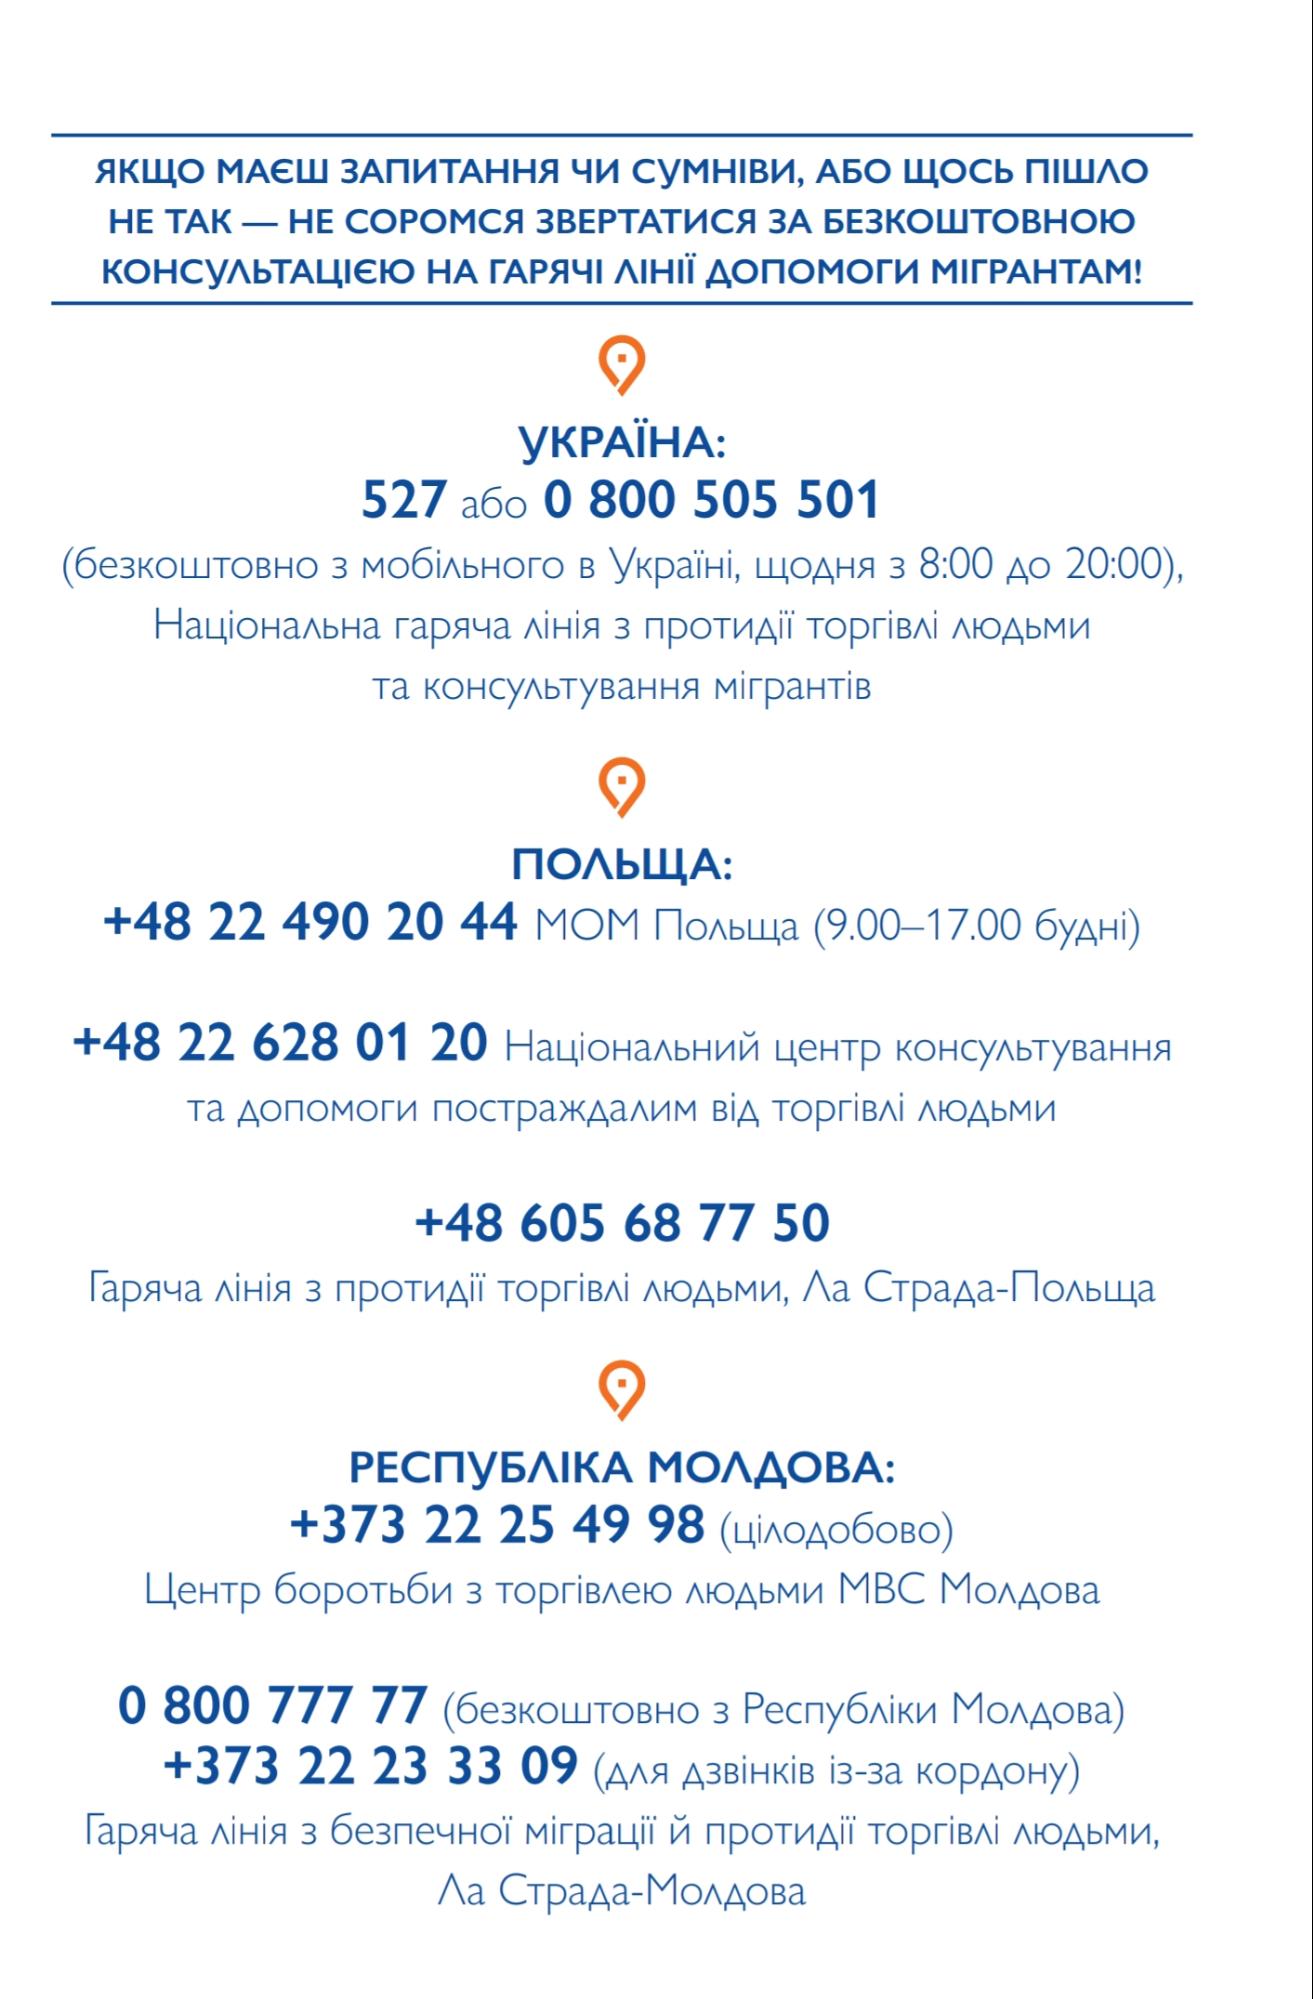 ЯКЩО МАЄШ ЗАПИТАННЯ ЧИ СУМНІВИ, АБО ЩОСЬ ПІШЛО
НЕ ТАК — НЕ СОРОМСЯ ЗВЕРТАТИСЯ ЗА БЕЗКОШТОВНОЮ
КОНСУЛЬТАЦІЄЮ НА ГАРЯЧІ ЛІНІЇ ДОПОМОГИ МІГРАНТАМ!
УКРАЇНА:
527 або 0 800 505 501
(безкоштовно з мобільного в Україні, щодня з 8:00 до 20:00),
Національна гаряча лінія з протидії торгівлі людьми
та консультування мігрантів
ПОЛЬЩА:
+48 22 490 20 44 МОМ Польща (9.00–17.00 будні)
+48 22 628 01 20 Національний центр консультування
та допомоги постраждалим від торгівлі людьми
+48 605 68 77 50
Гаряча лінія з протидії торгівлі людьми, Ла Страда-Польща
РЕСПУБЛІКА МОЛДОВА:
+373 22 25 49 98 (цілодобово)
Центр боротьби з торгівлею людьми МВС Молдова
0 800 777 77 (безкоштовно з Республіки Молдова)
+373 22 23 33 09 (для дзвінків із-за кордону)
Гаряча лінія з безпечної міграції й протидії торгівлі людьми,
Ла Страда-Молдова